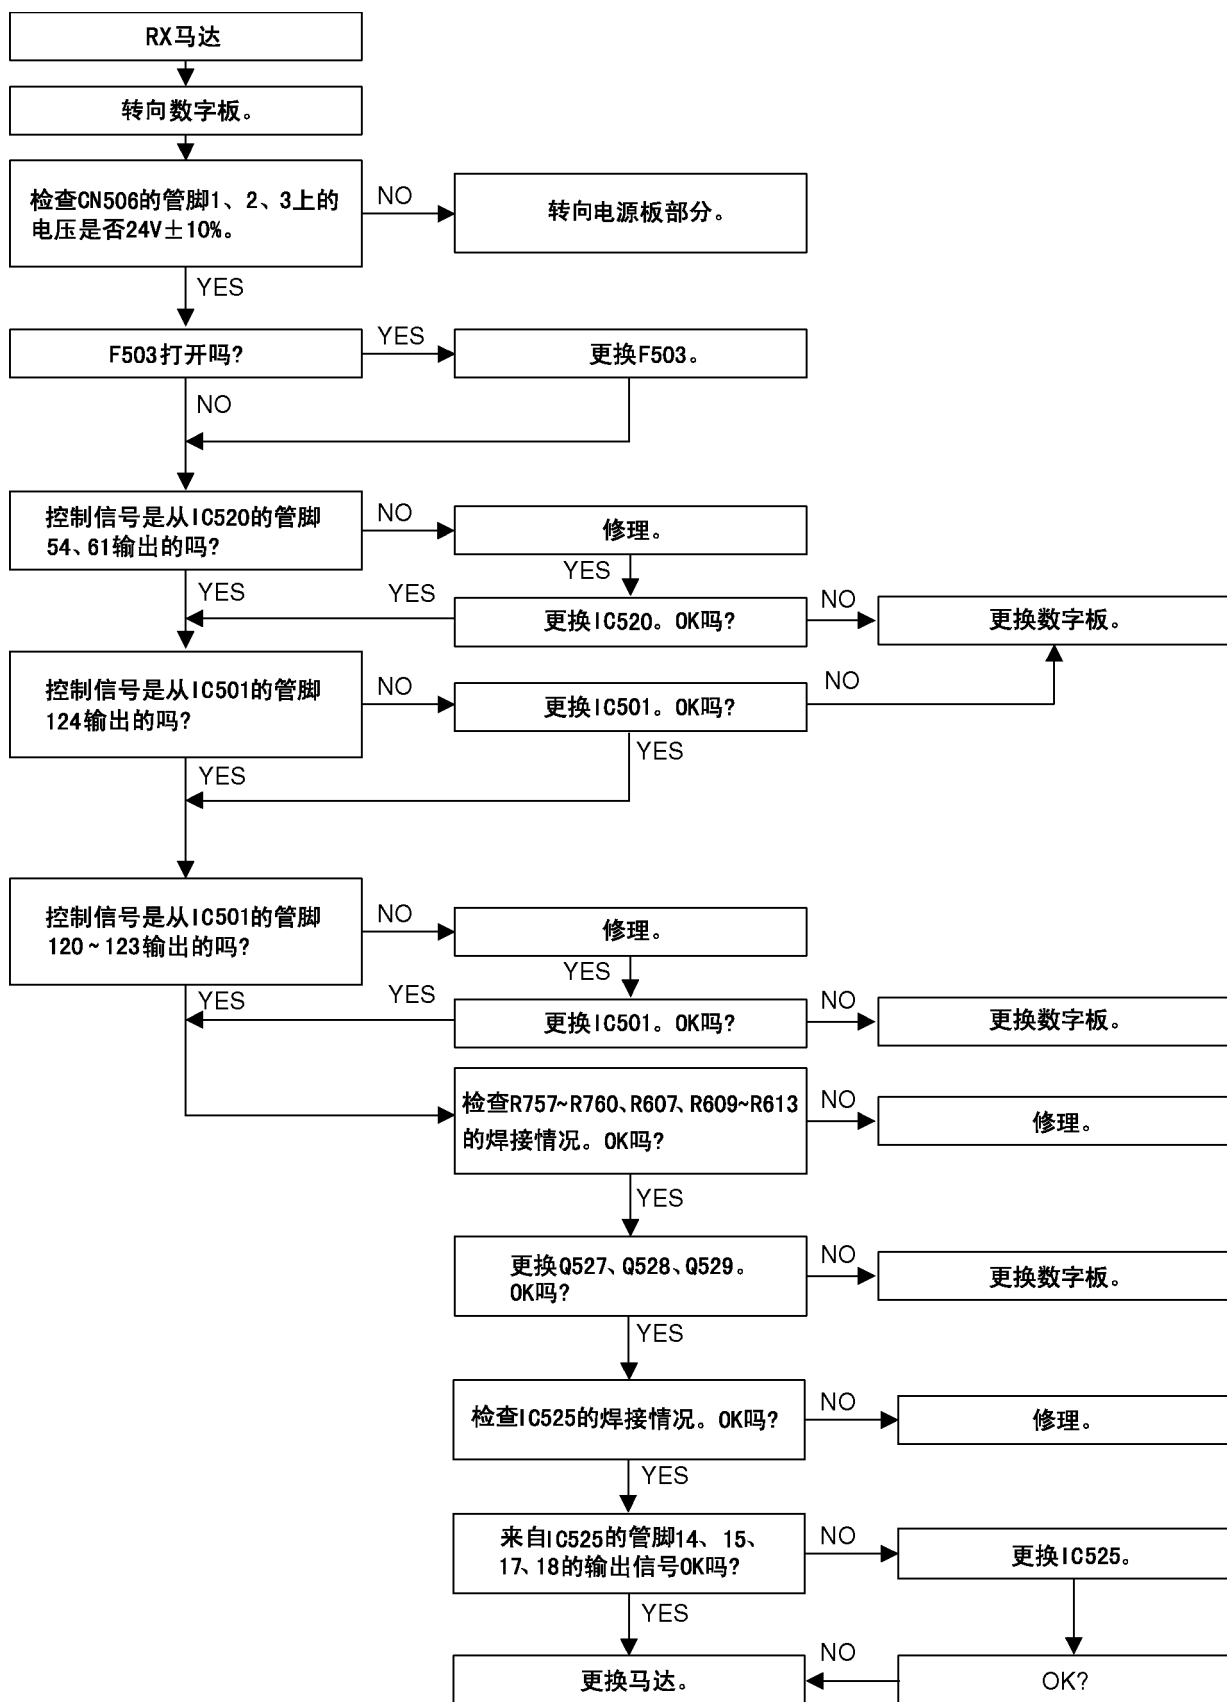 RX马达
转向数字板。
检查CN506的管脚1、2、3上的
电压是否24V±10%。
NO
转向电源板部分。
YES
F503打开吗?
YES
更换F503。
NO
控制信号是从IC520的管脚
54、61输出的吗?
NO
修理。
YES
YES
YES
更换IC520。OK吗?
NO
更换数字板。
控制信号是从IC501的管脚
124输出的吗?
NO
更换IC501。OK吗?
NO
YES
YES
控制信号是从IC501的管脚
120~123输出的吗?
NO
修理。
YES
YES
YES
更换IC501。OK吗?
NO
更换数字板。
检查R757~R760、R607、R609~R613
的焊接情况。OK吗?
NO
修理。
YES
更换Q527、Q528、Q529。
OK吗?
NO
更换数字板。
YES
检查IC525的焊接情况。OK吗?
NO
修理。
YES
来自IC525的管脚14、15、
17、18的输出信号OK吗?
NO
更换IC525。
YES
更换马达。
NO
OK?